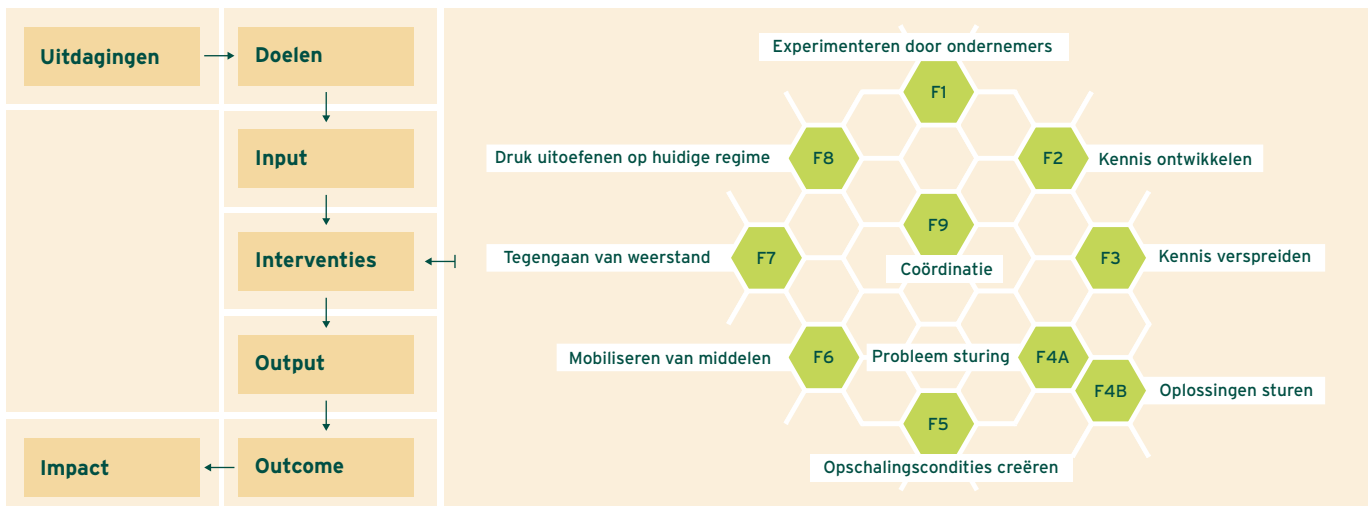 Uitdagingen
Doelen
Input
Interventies
Output
Outcome
Impact
Experimenteren door ondernemers
F1
Druk uitoefenen op huidige regime
F8
F2
Kennis ontwikkelen
F9
Coördinatie
Tegengaan van weerstand
F7
F3
Kennis verspreiden
Mobiliseren van middelen
F6
Probleem sturing
F4A
F4B
Oplossingen sturen
F5
Opschalingscondities creëren